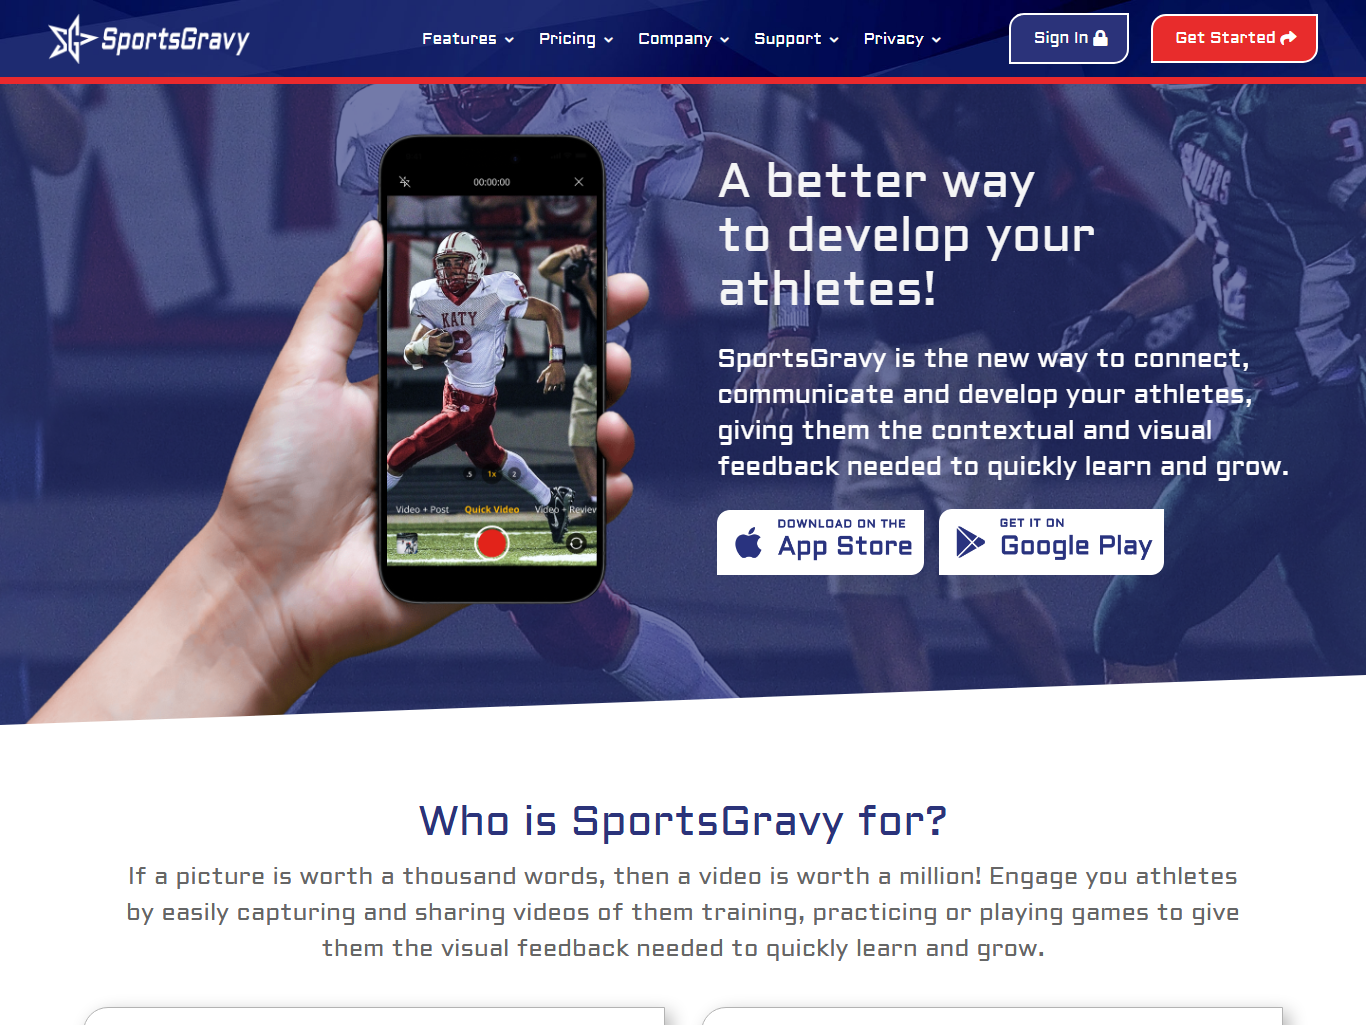 SportsGravy
Features
Pricing
Company
Support
Privacy
Sign In
Get Started
00:00:00
KATY
2
.5 1x 2
Video + Post Quick Video Video + Review
3
A better way
to develop your
athletes!
SportsGravy is the new way to connect,
communicate and develop your athletes,
giving them the contextual and visual
feedback needed to quickly learn and grow.
DOWNLOAD ON THE
App Store
GET IT ON
Google Play
Who is SportsGravy for?
If a picture is worth a thousand words, then a video is worth a million! Engage you athletes
by easily capturing and sharing videos of them training, practicing or playing games to give
them the visual feedback needed to quickly learn and grow.